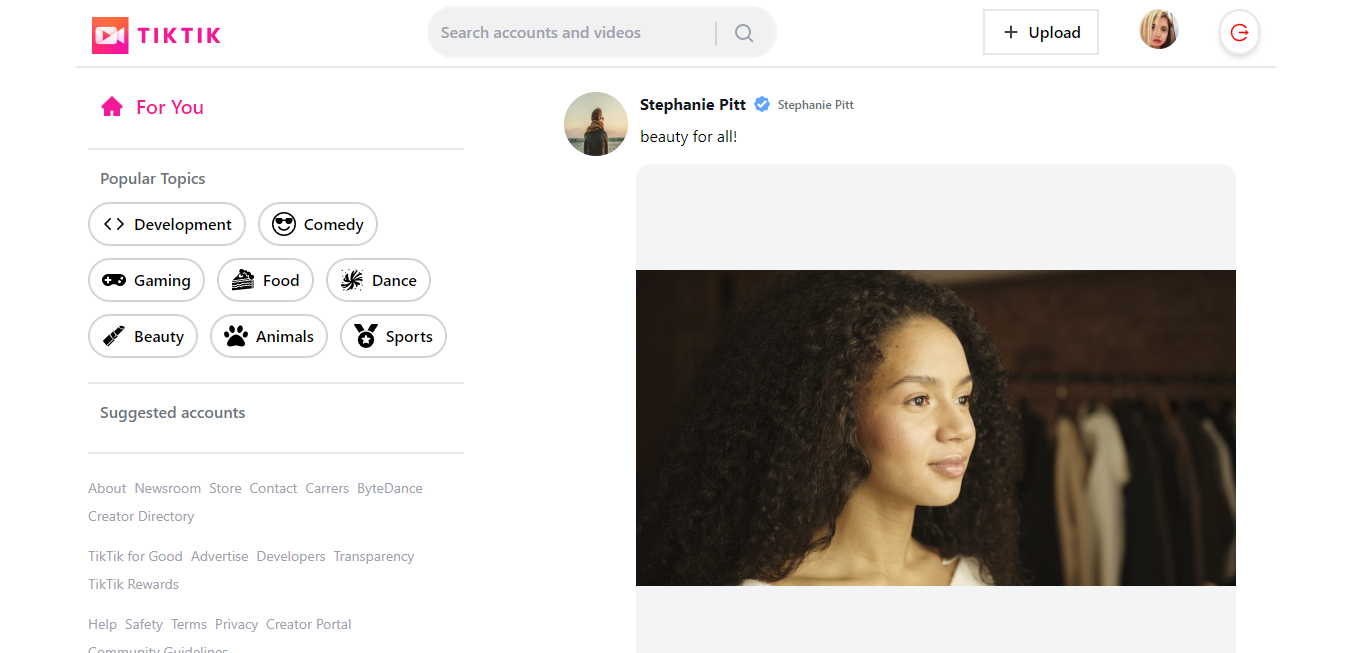 TIKTIK
Search accounts and videos
Upload
For You
Stephanie Pitt Stephanie Pitt
beauty for all!
Popular Topics
Development Comedy
Gaming Food Dance
Beauty Animals Sports
Suggested accounts
About Newsroom Store Contact Carrers ByteDance
Creator Directory
TikTik for Good Advertise Developers Transparency
TikTik Rewards
Help Safety Terms Privacy Creator Portal
Community Guidelines